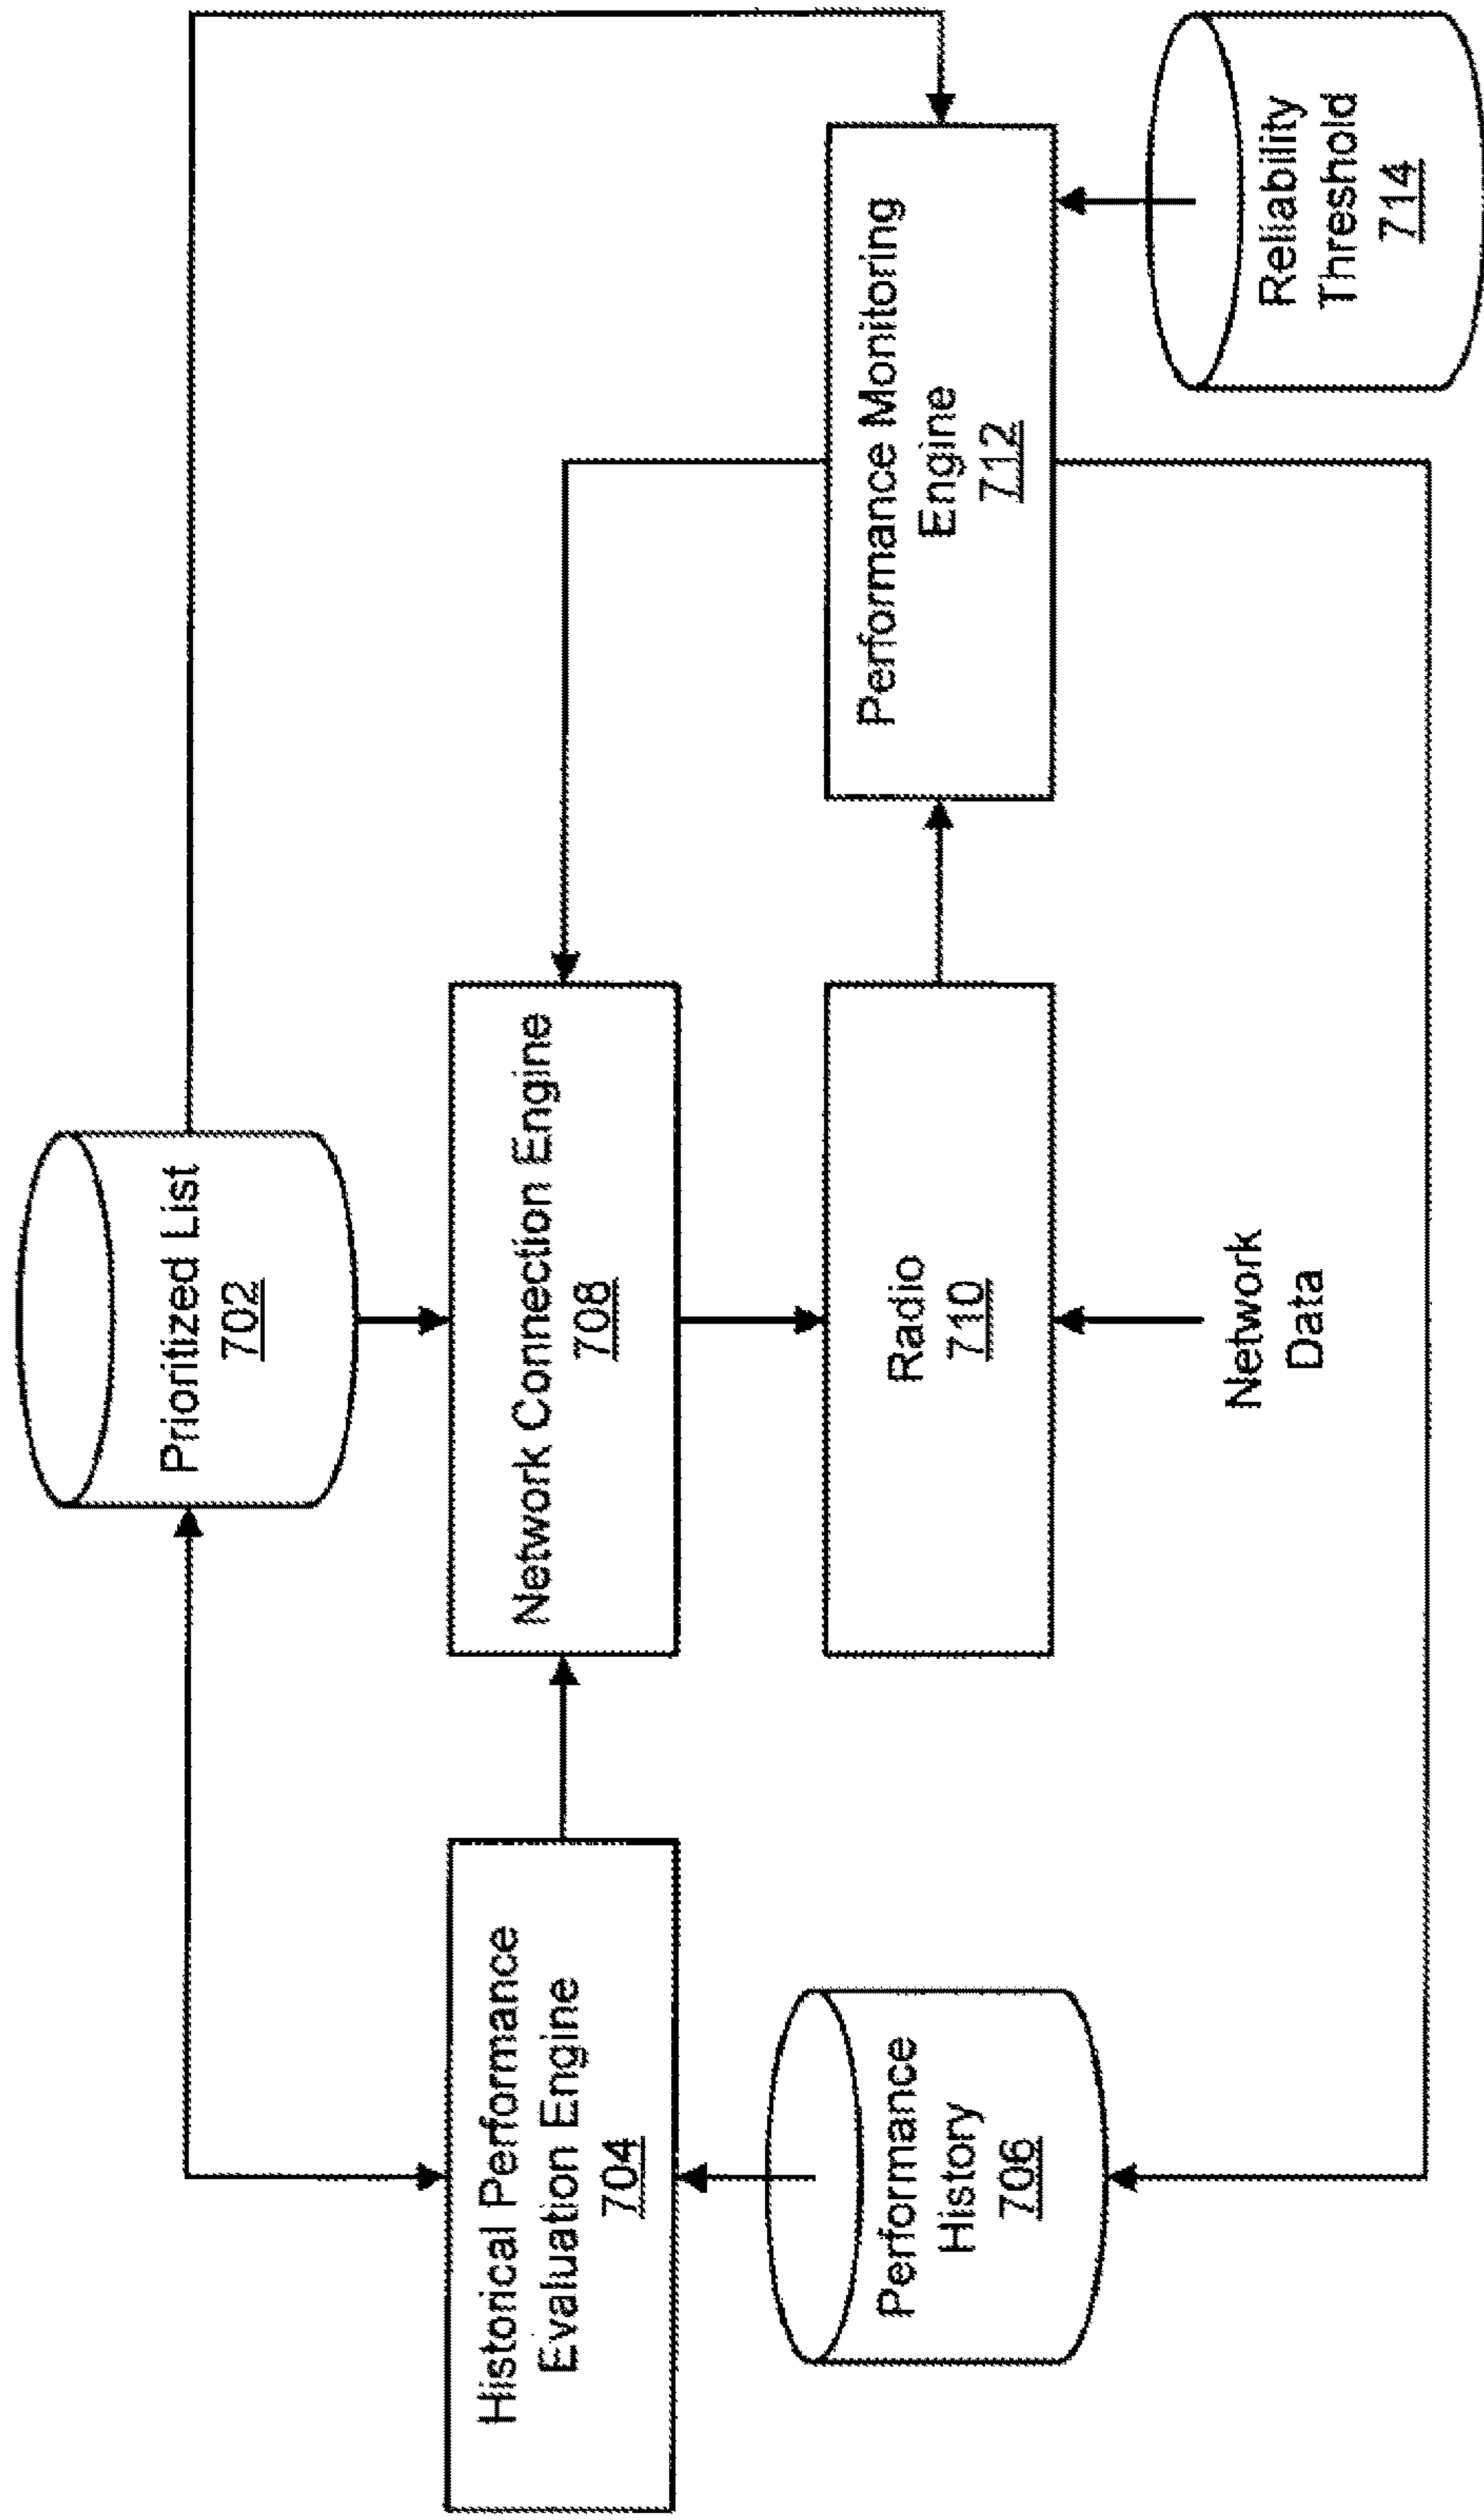 Prioritized List
702
Historical Performance
Evaluation Engine
704
Network Connection Engine
708
Performance
History
706
Radio
710
Performance Monitoring
Engine
712
Network
Data
Reliability
Threshold
714